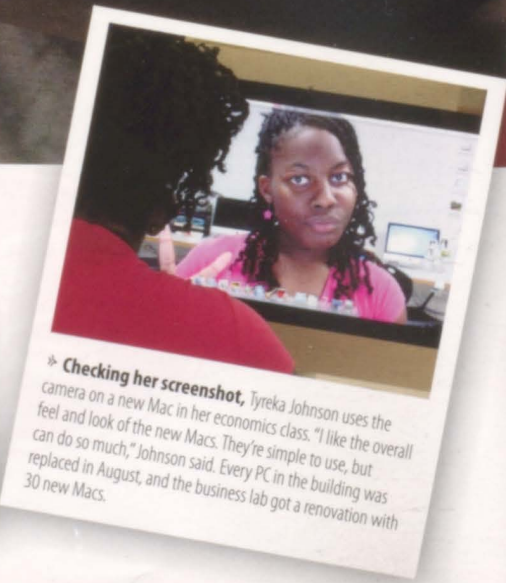 » Checking her screenshot, Tyreka Johnson uses the
camera on a new Mac in her economics class. "I like the overall
feel and look of the new Macs. They're simple to use, but
can do so much," Johnson said. Every PC in the building was
replaced in August, and the business lab got a renovation with
30 new Macs.